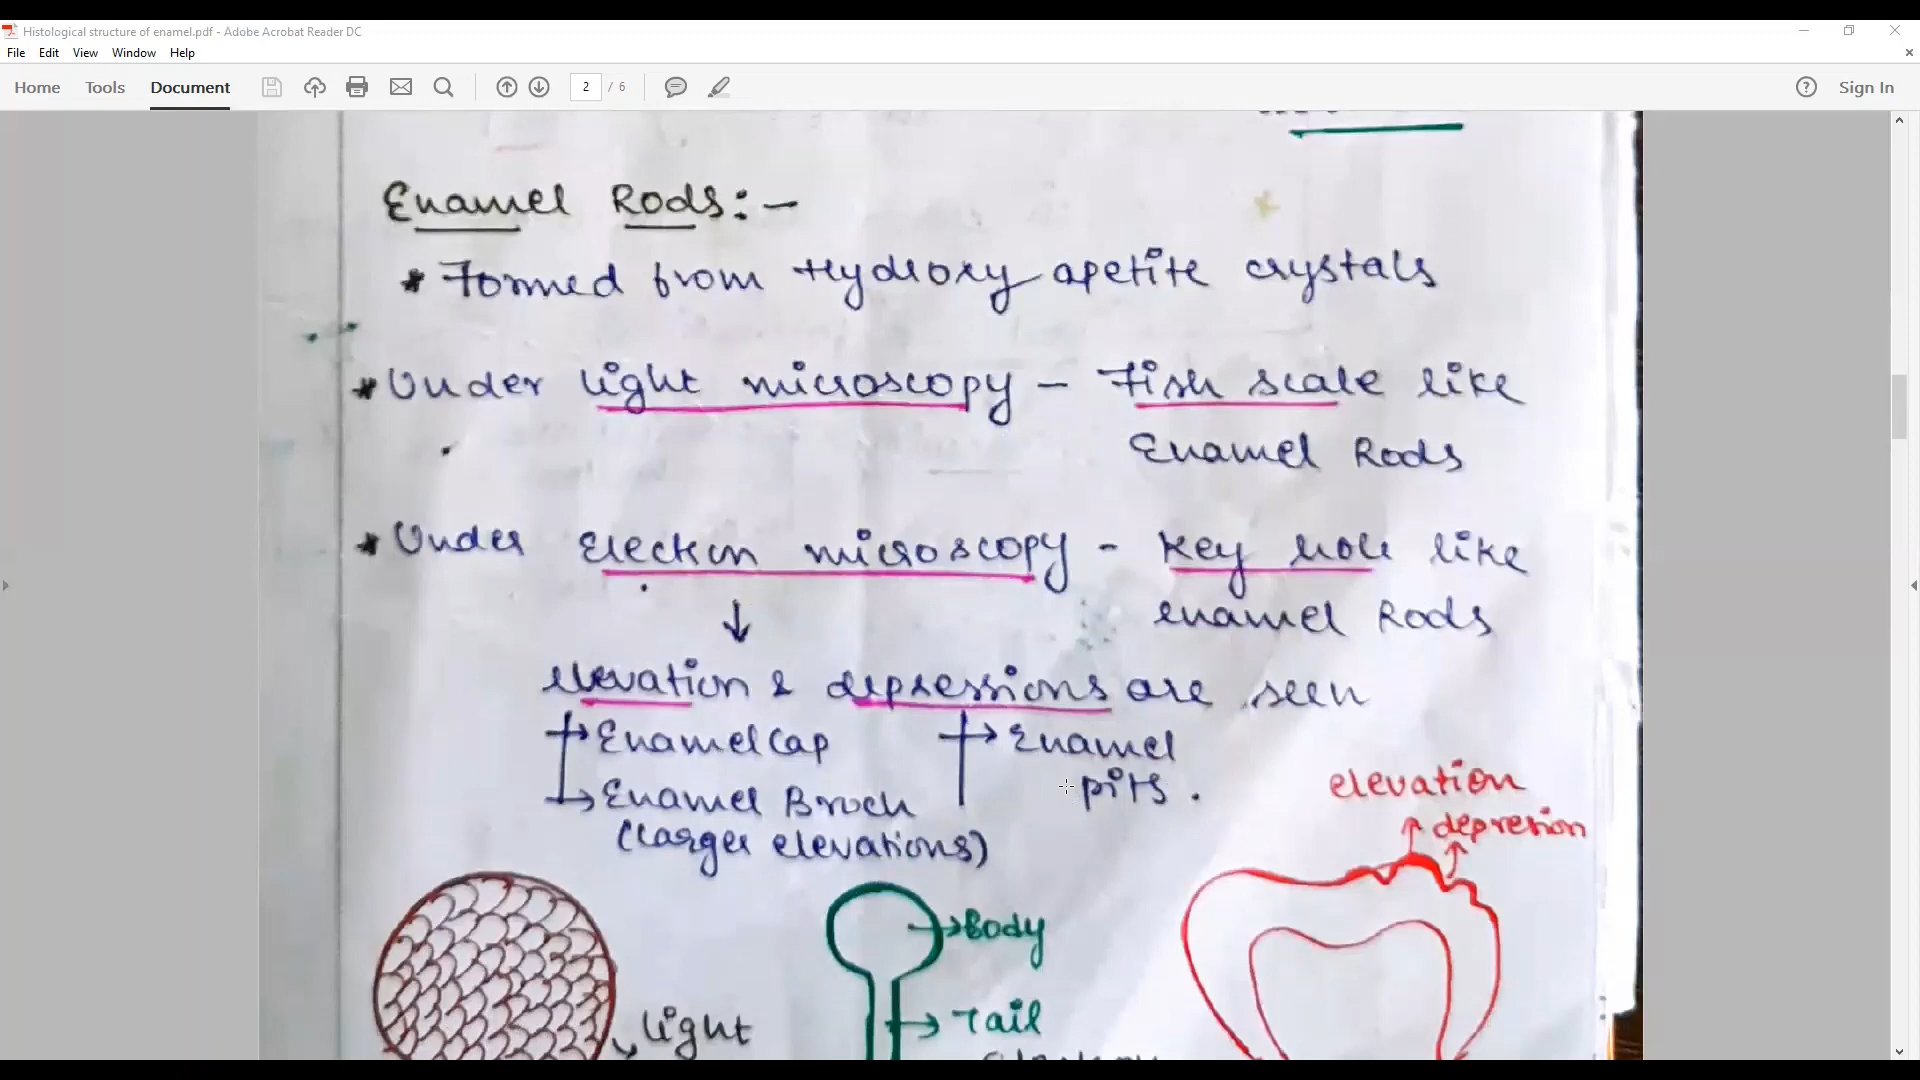 Histological structure of enamel.pdf - Adobe Acrobat Reader DC
File Edit View Window Help
Home Tools Document 2 / 6 Sign In
Enamel Rods:-
* Formed from Hydroxy apetite crystals
* Under light microscopy - Fish scale like
Enamel Rods
* Under Electron microscopy - Key hole like
enamel Rods
↓
elevation & depressions are seen
→ Enamel Cap → Enamel
pits.
→ Enamel Broch
(larger elevations)
elevation
depresion
→ Body
→ Tail
light